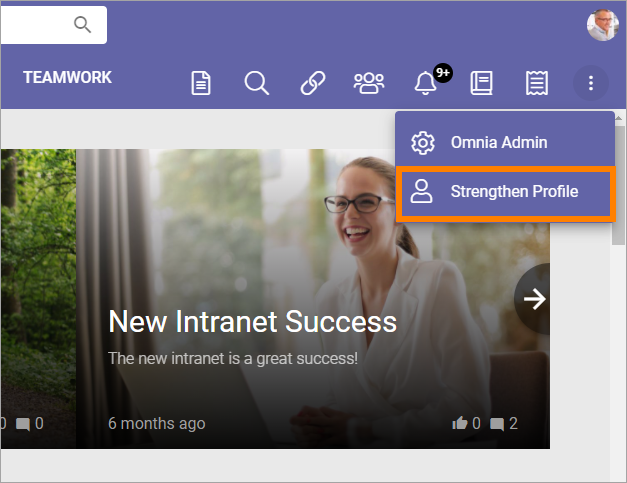 TEAMWORK
9+
Omnia Admin
Strengthen Profile
New Intranet Success
The new intranet is a great success!
0 0
6 months ago 0 2